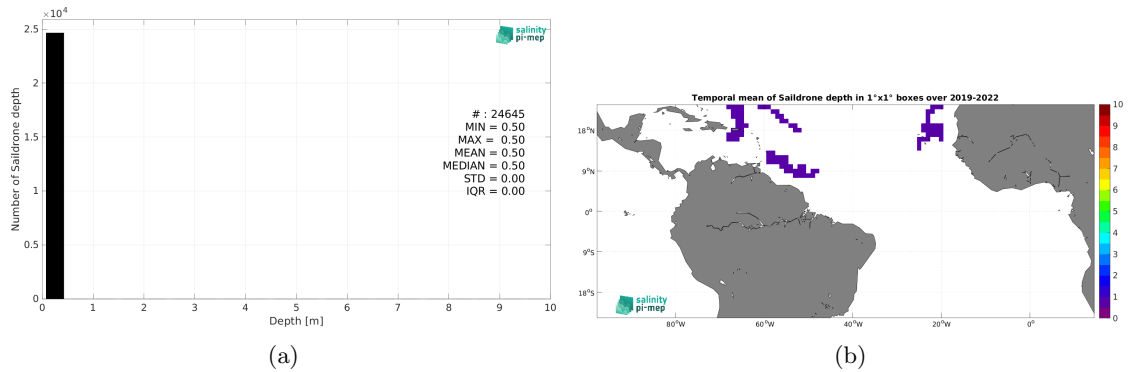 ×10⁴
2.5
2
1.5
1
0.5
0
Number of Saildrone depth
salinity
pi-mep
# : 24645
MIN = 0.50
MAX = 0.50
MEAN = 0.50
MEDIAN = 0.50
STD = 0.00
IQR = 0.00
0 1 2 3 4 5 6 7 8 9 10
Depth [m]
(a)
Temporal mean of Saildrone depth in 1°x1° boxes over 2019-2022
18°N
9°N
0°
9°S
18°S
salinity
pi-mep
80°W 60°W 40°W 20°W 0°
10
9
8
7
6
5
4
3
2
1
0
(b)